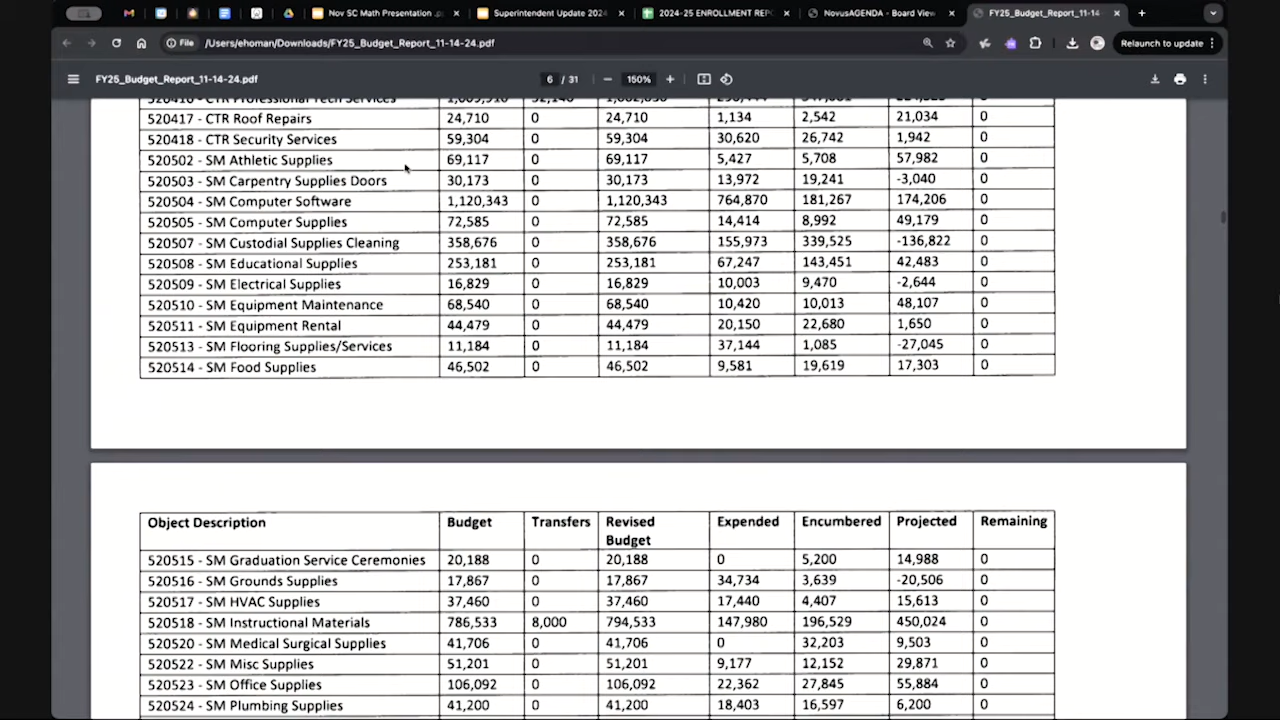 Nov SC Math Presentation .p
Superintendent Update 2024
2024-25 ENROLLMENT REP
NovusAGENDA - Board View
FY25_Budget_Report_11-14-
File /Users/ehoman/Downloads/FY25_Budget_Report_11-14-24.pdf Relaunch to update
FY25_Budget_Report_11-14-24.pdf 6 / 31 150%
520416 - CTR Professional Tech Services
520417 - CTR Roof Repairs 24,710 0 24,710 1,134 2,542 21,034 0
520418 - CTR Security Services 59,304 0 59,304 30,620 26,742 1,942 0
520502 - SM Athletic Supplies 69,117 0 69,117 5,427 5,708 57,982 0
520503 - SM Carpentry Supplies Doors 30,173 0 30,173 13,972 19,241 -3,040 0
520504 - SM Computer Software 1,120,343 0 1,120,343 764,870 181,267 174,206 0
520505 - SM Computer Supplies 72,585 0 72,585 14,414 8,992 49,179 0
520507 - SM Custodial Supplies Cleaning 358,676 0 358,676 155,973 339,525 -136,822 0
520508 - SM Educational Supplies 253,181 0 253,181 67,247 143,451 42,483 0
520509 - SM Electrical Supplies 16,829 0 16,829 10,003 9,470 -2,644 0
520510 - SM Equipment Maintenance 68,540 0 68,540 10,420 10,013 48,107 0
520511 - SM Equipment Rental 44,479 0 44,479 20,150 22,680 1,650 0
520513 - SM Flooring Supplies/Services 11,184 0 11,184 37,144 1,085 -27,045 0
520514 - SM Food Supplies 46,502 0 46,502 9,581 19,619 17,303 0
Object Description Budget Transfers Revised Budget Expended Encumbered Projected Remaining
520515 - SM Graduation Service Ceremonies 20,188 0 20,188 0 5,200 14,988 0
520516 - SM Grounds Supplies 17,867 0 17,867 34,734 3,639 -20,506 0
520517 - SM HVAC Supplies 37,460 0 37,460 17,440 4,407 15,613 0
520518 - SM Instructional Materials 786,533 8,000 794,533 147,980 196,529 450,024 0
520520 - SM Medical Surgical Supplies 41,706 0 41,706 0 32,203 9,503 0
520522 - SM Misc Supplies 51,201 0 51,201 9,177 12,152 29,871 0
520523 - SM Office Supplies 106,092 0 106,092 22,362 27,845 55,884 0
520524 - SM Plumbing Supplies 41,200 0 41,200 18,403 16,597 6,200 0